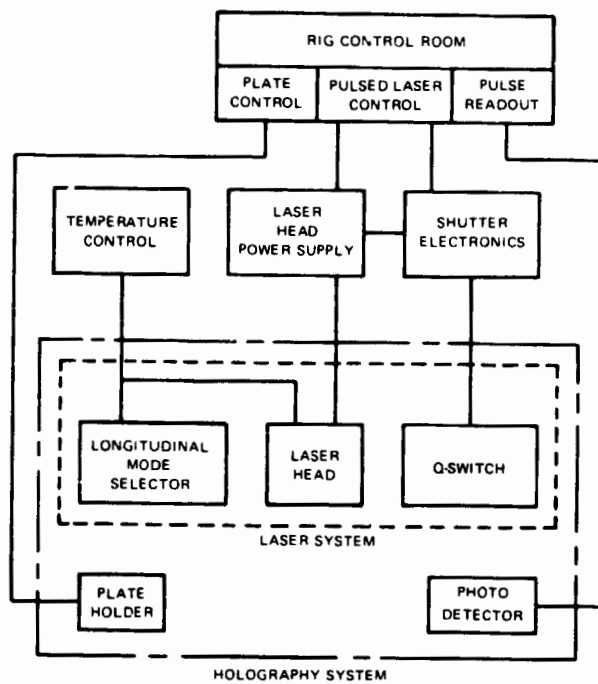 RIG CONTROL ROOM
PLATE
CONTROL
PULSED LASER
CONTROL
PULSE
READOUT
TEMPERATURE
CONTROL
LASER
HEAD
POWER SUPPLY
SHUTTER
ELECTRONICS
LONGITUDINAL
MODE
SELECTOR
LASER
HEAD
Q-SWITCH
LASER SYSTEM
PLATE
HOLDER
PHOTO
DETECTOR
HOLOGRAPHY SYSTEM